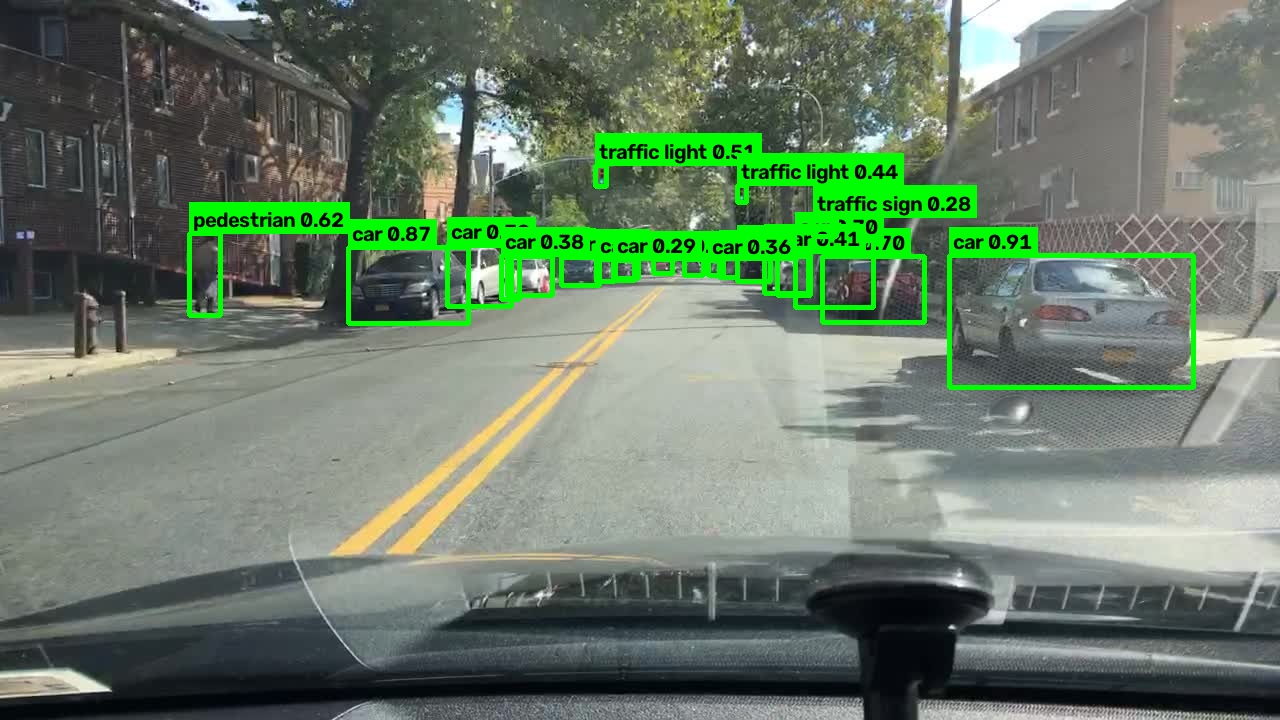 traffic light 0.51
traffic light 0.44
traffic sign 0.28
pedestrian 0.62
car 0.87
car
car 0.38
car 0.29
car 0.36
0.41
.70
car 0.91